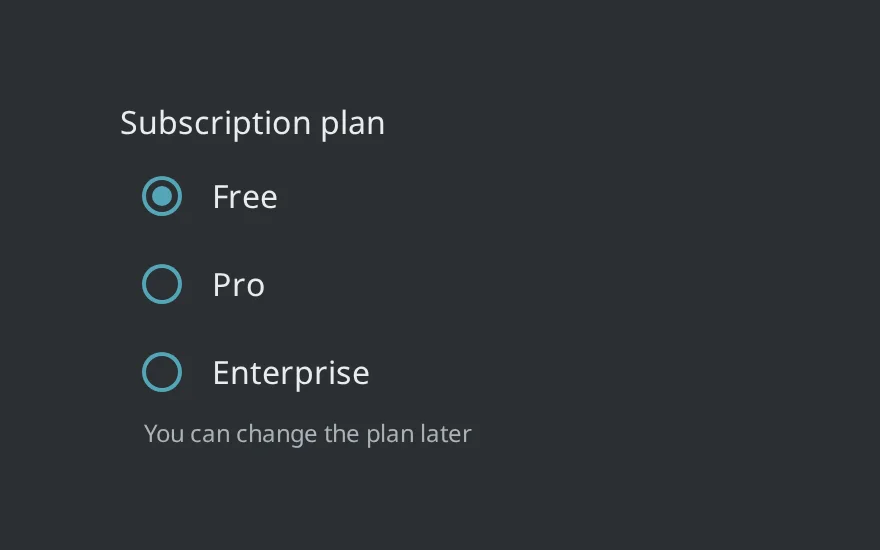 Subscription plan
Free
Pro
Enterprise
You can change the plan later